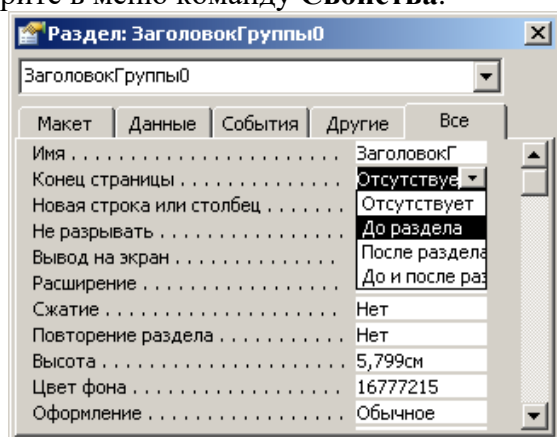 рите в меню команду Свойства.
Раздел: ЗаголовокГруппы0
ЗаголовокГруппы0
Макет Данные События Другие Все
Имя ЗаголовокГ
Конец страницы Отсутствуе
Новая строка или столбец Отсутствует
Не разрывать До раздела
Вывод на экран После раздела
Расширение До и после раз
Сжатие Нет
Повторение раздела Нет
Высота 5,799см
Цвет фона 16777215
Оформление Обычное